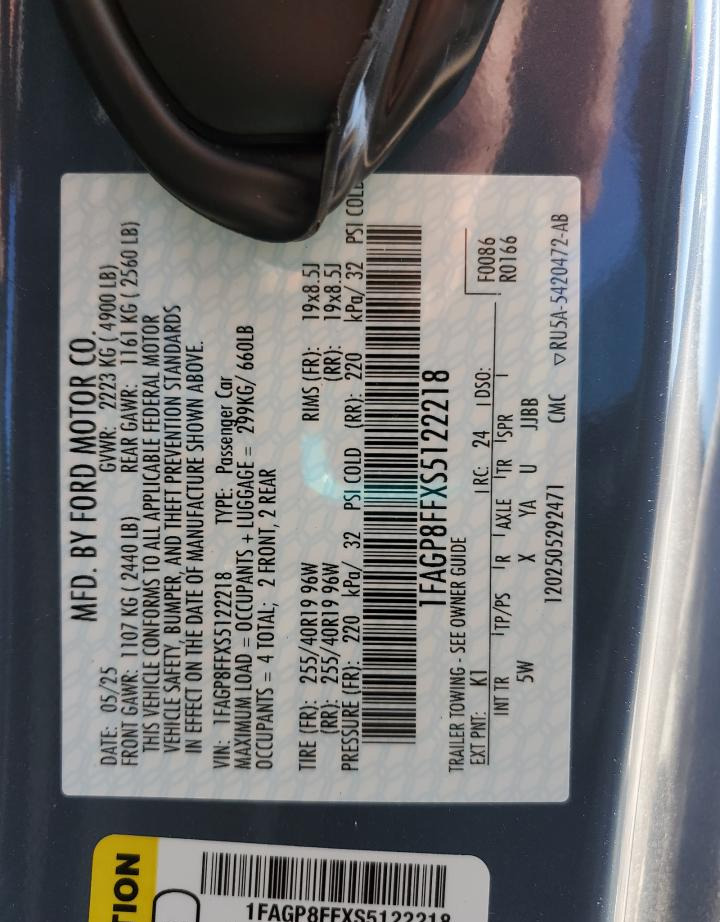 MFD. BY FORD MOTOR CO.
DATE: 05/25 GVWR: 2223 KG ( 4900 LB)
FRONT GAWR: 1107 KG ( 2440 LB) REAR GAWR: 1161 KG ( 2560 LB)
THIS VEHICLE CONFORMS TO ALL APPLICABLE FEDERAL MOTOR
VEHICLE SAFETY, BUMPER, AND THEFT PREVENTION STANDARDS
IN EFFECT ON THE DATE OF MANUFACTURE SHOWN ABOVE.
VIN: 1FAGP8FFXS5122218 TYPE: Passenger Car
MAXIMUM LOAD = OCCUPANTS + LUGGAGE = 299KG/ 660LB
OCCUPANTS = 4 TOTAL; 2 FRONT, 2 REAR
TIRE (FR): 255/40R19 96W RIMS (FR): 19x8.5J
(RR): 255/40R19 96W (RR): 19x8.5J
PRESSURE (FR): 220 kPa/ 32 PSI COLD (RR): 220 kPa/ 32 PSI COLD
1FAGP8FFXS5122218
TRAILER TOWING - SEE OWNER GUIDE F0086
EXT PNT: K1 RC: 24 DSO: R0166
INT TR TP/PS R AXLE TR SPR
5W X YA U JJBB
120250529247​1 CMC ▽RU5A-5420472-AB
TION
1FAGP8FFXS5122218